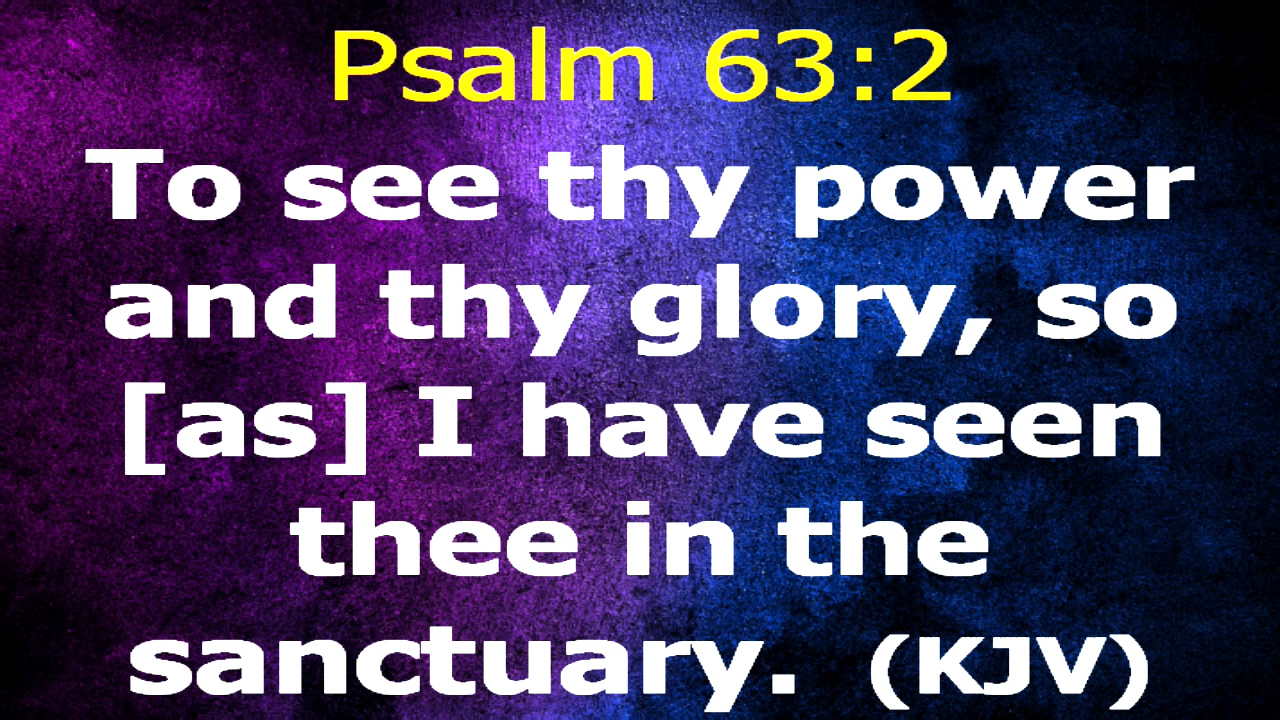 Psalm 63:2
To see thy power
and thy glory, so
[as] I have seen
thee in the
sanctuary. (KJV)